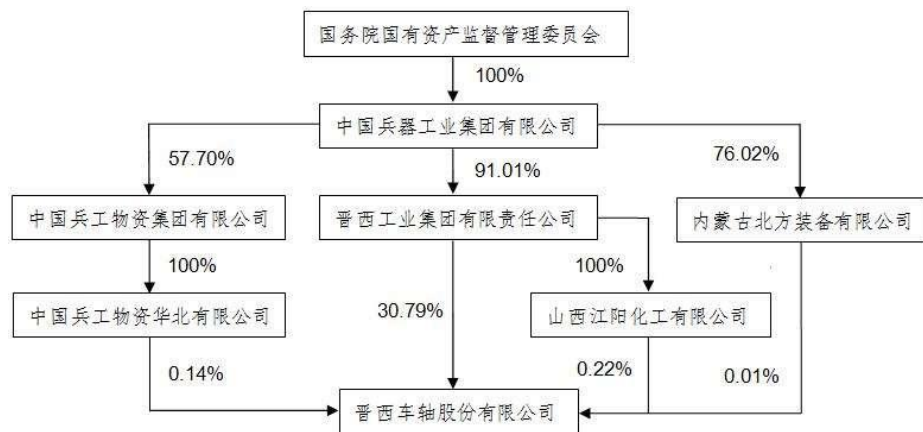 国务院国有资产监督管理委员会
100%
中国兵器工业集团有限公司
57.70%
91.01%
76.02%
中国兵工物资集团有限公司
晋西工业集团有限责任公司
内蒙古北方装备有限公司
100%
100%
30.79%
中国兵工物资华北有限公司
山西江阳化工有限公司
0.14%
0.22%
0.01%
晋西车轴股份有限公司